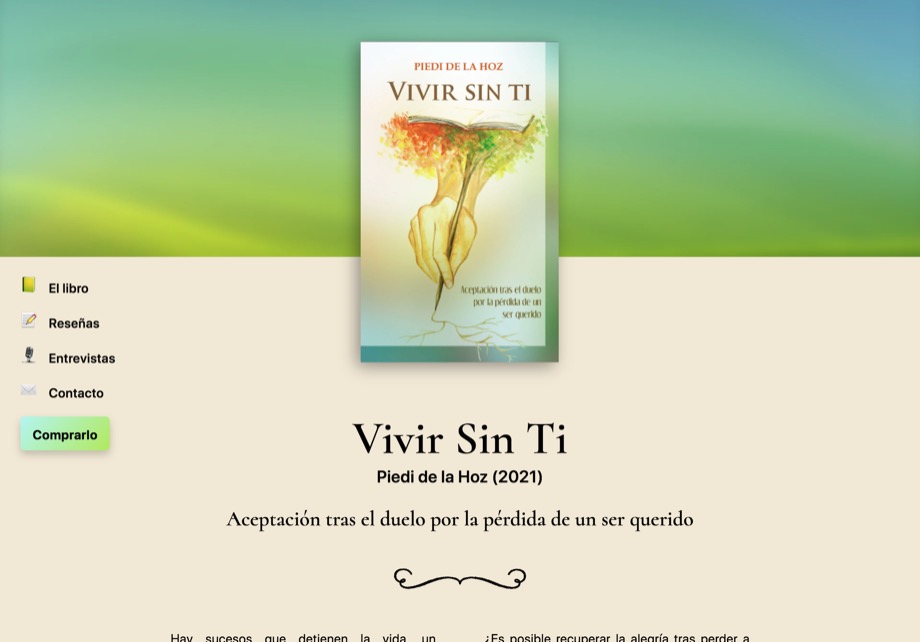 PIEDI DE LA HOZ
VIVIR SIN TI
Aceptación tras el duelo
por la pérdida de un
ser querido
El libro
Reseñas
Entrevistas
Contacto
Comprarlo
Vivir Sin Ti
Piedi de la Hoz (2021)
Aceptación tras el duelo por la pérdida de un ser querido
Hay sucesos que detienen la vida, un
¿Es posible recuperar la alegría tras perder a